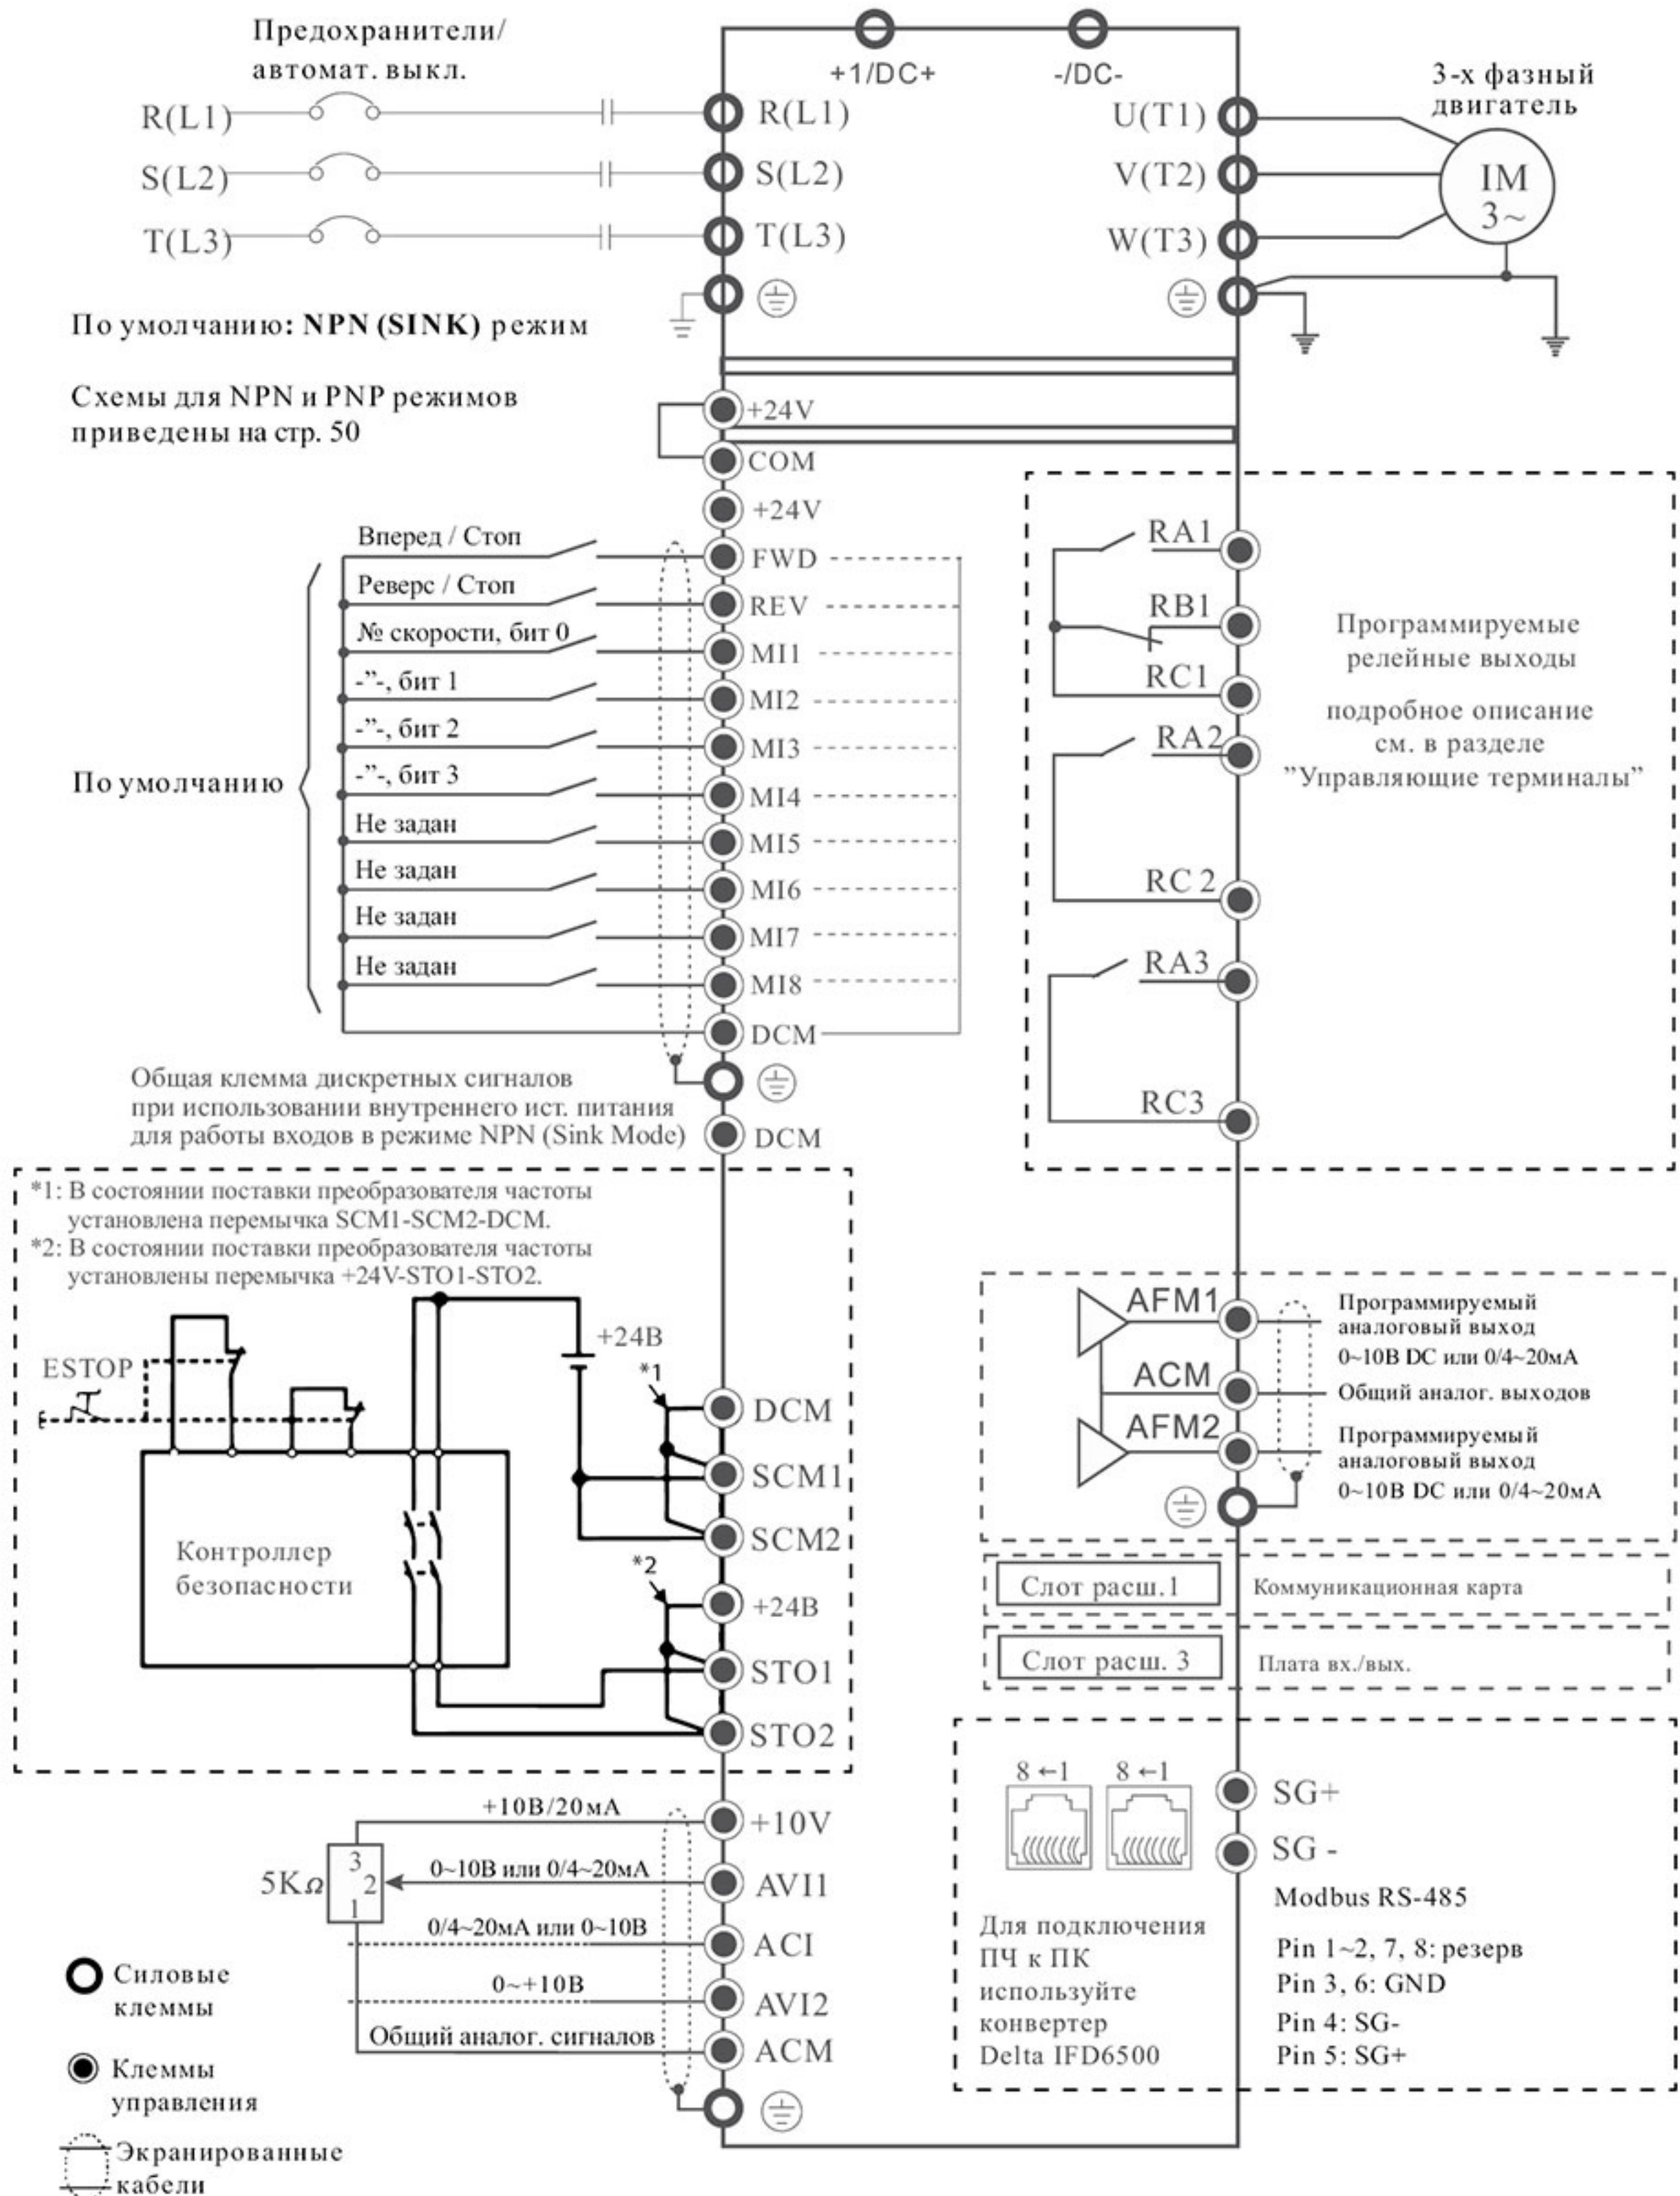 Предохранители/
автомат. выкл.
R(L1)
S(L2)
T(L3)
+1/DC+
-/DC-
R(L1)
S(L2)
T(L3)
U(T1)
V(T2)
W(T3)
3-х фазный
двигатель
IM
3~
По умолчанию: NPN (SINK) режим
Схемы для NPN и PNP режимов
приведены на стр. 50
+24V
COM
+24V
Вперед / Стоп
FWD
Реверс / Стоп
REV
№ скорости, бит 0
MI1
-”-, бит 1
MI2
-”-, бит 2
MI3
-”-, бит 3
MI4
Не задан
MI5
Не задан
MI6
Не задан
MI7
Не задан
MI8
По умолчанию
DCM
Общая клемма дискретных сигналов
при использовании внутреннего ист. питания
для работы входов в режиме NPN (Sink Mode)
DCM
RA1
RB1
RC1
RA2
RC 2
RA3
RC3
Программируемые
релейные выходы
подробное описание
см. в разделе
”Управляющие терминалы”
*1: В состоянии поставки преобразователя частоты
установлена перемычка SCM1-SCM2-DCM.
*2: В состоянии поставки преобразователя частоты
установлены перемычка +24V-STO1-STO2.
ESTOP
+24В
*1
DCM
SCM1
SCM2
*2
+24В
STO1
STO2
Контроллер
безопасности
AFM1
ACM
AFM2
Программируемый
аналоговый выход
0~10В DC или 0/4~20мА
Общий аналог. выходов
Программируемый
аналоговый выход
0~10В DC или 0/4~20мА
Слот расш.1
Коммуникационная карта
Слот расш. 3
Плата вх./вых.
8 ←1
8 ←1
SG+
SG -
Modbus RS-485
Для подключения
ПЧ к ПК
используйте
конвертер
Delta IFD6500
Pin 1~2, 7, 8: резерв
Pin 3, 6: GND
Pin 4: SG-
Pin 5: SG+
+10В/20мА
+10V
5KΩ
3
2
1
0~10В или 0/4~20мА
AVI1
0/4~20мА или 0~10В
ACI
0~+10В
AVI2
Общий аналог. сигналов
ACM
Силовые
клеммы
Клеммы
управления
Экранированные
кабели